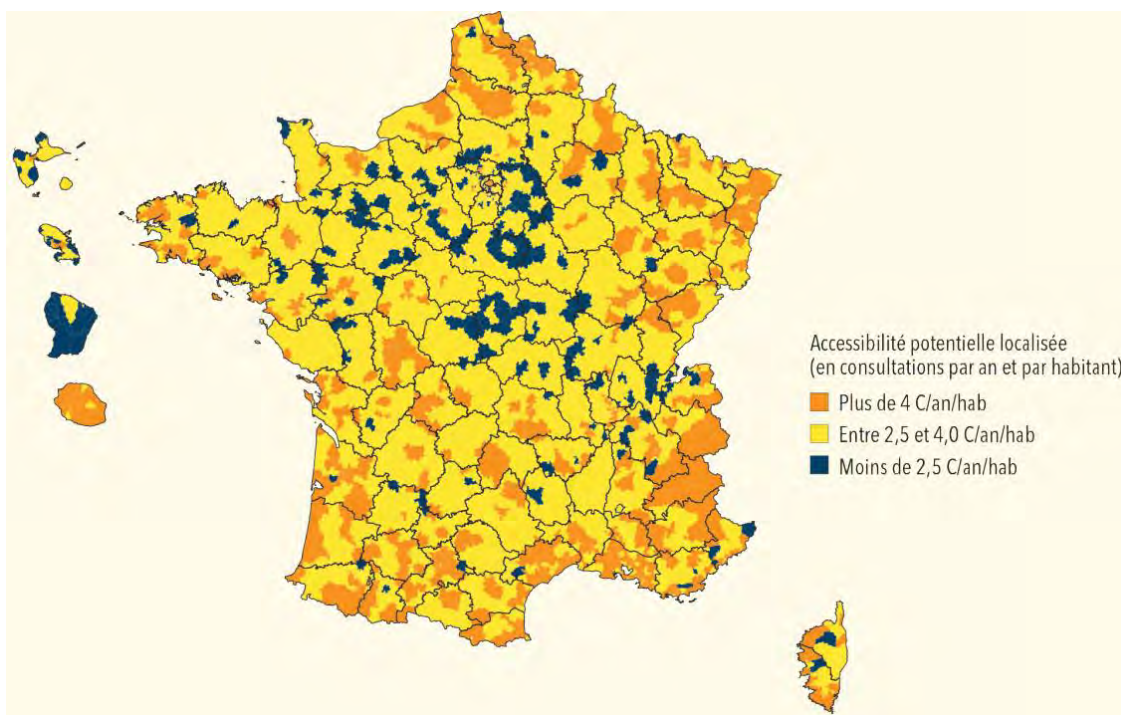 Accessibilité potentielle localisée
(en consultations par an et par habitant)
Plus de 4 C/an/hab
Entre 2,5 et 4,0 C/an/hab
Moins de 2,5 C/an/hab